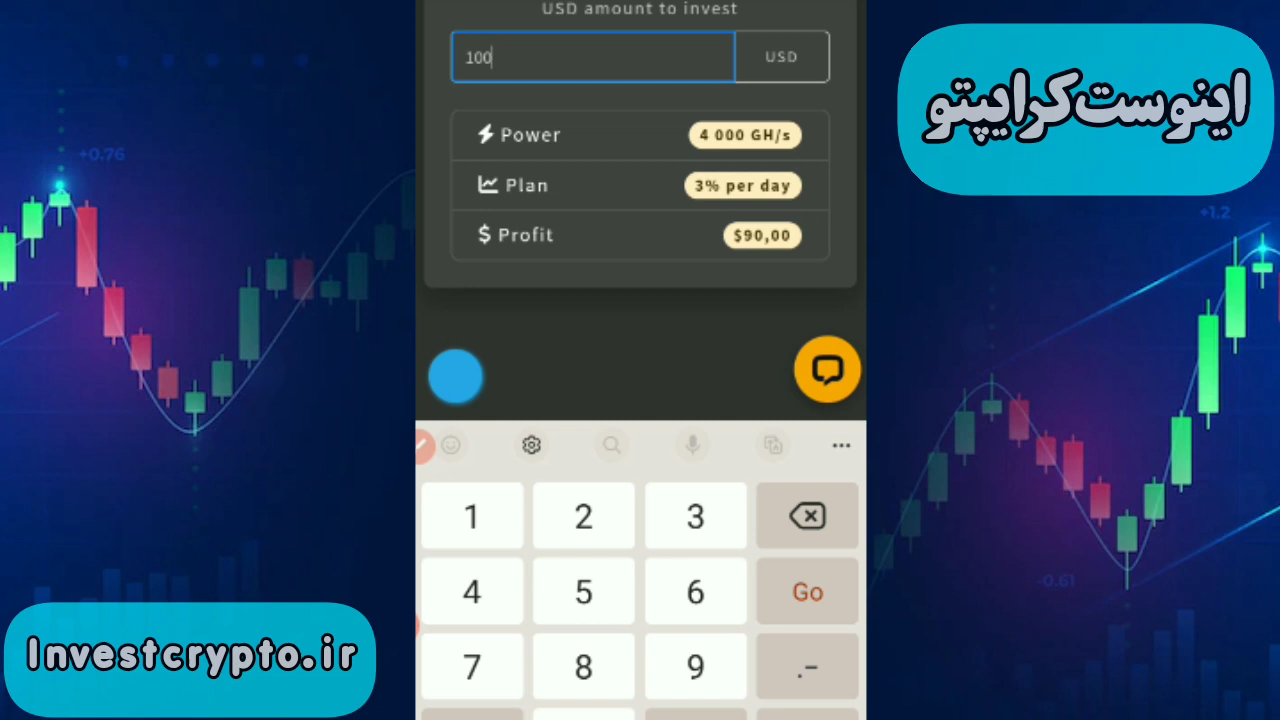 USD amount to invest
100
USD
Power
4 000 GH/s
Plan
3% per day
$ Profit
$90,00
1
2
3
4
5
6
Go
7
8
9
.-
+0.76
اینوست‌کراپیتو
+1.2
-0.61
Investcrypto.ir